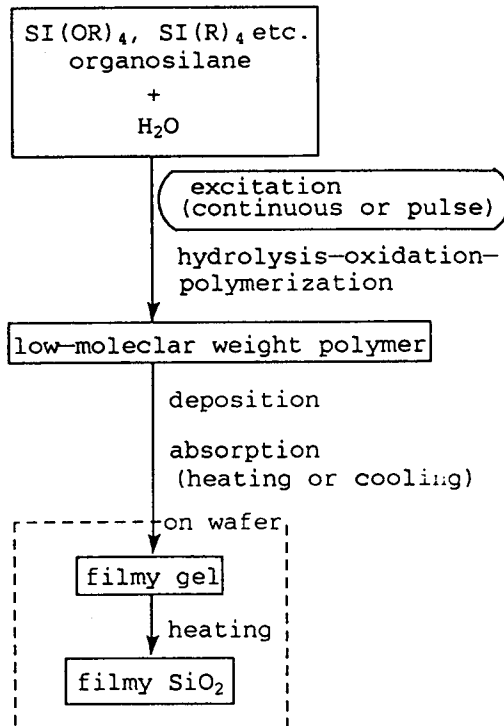 SI(OR)₄, SI(R)₄ etc.
organosilane
+
H₂O
excitation
(continuous or pulse)
hydrolysis—oxidation—
polymerization
low—moleclar weight polymer
deposition
absorption
(heating or cooling)
on wafer
filmy gel
heating
filmy SiO₂